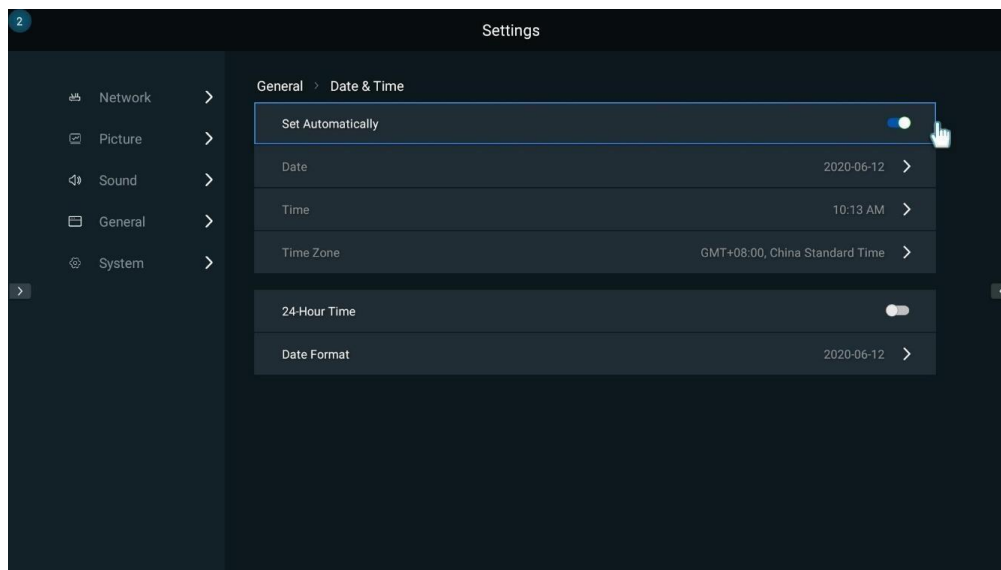 2
Settings
Network
Picture
Sound
General
System
General > Date & Time
Set Automatically
Date 2020-06-12
Time 10:13 AM
Time Zone GMT+08:00, China Standard Time
24-Hour Time
Date Format 2020-06-12